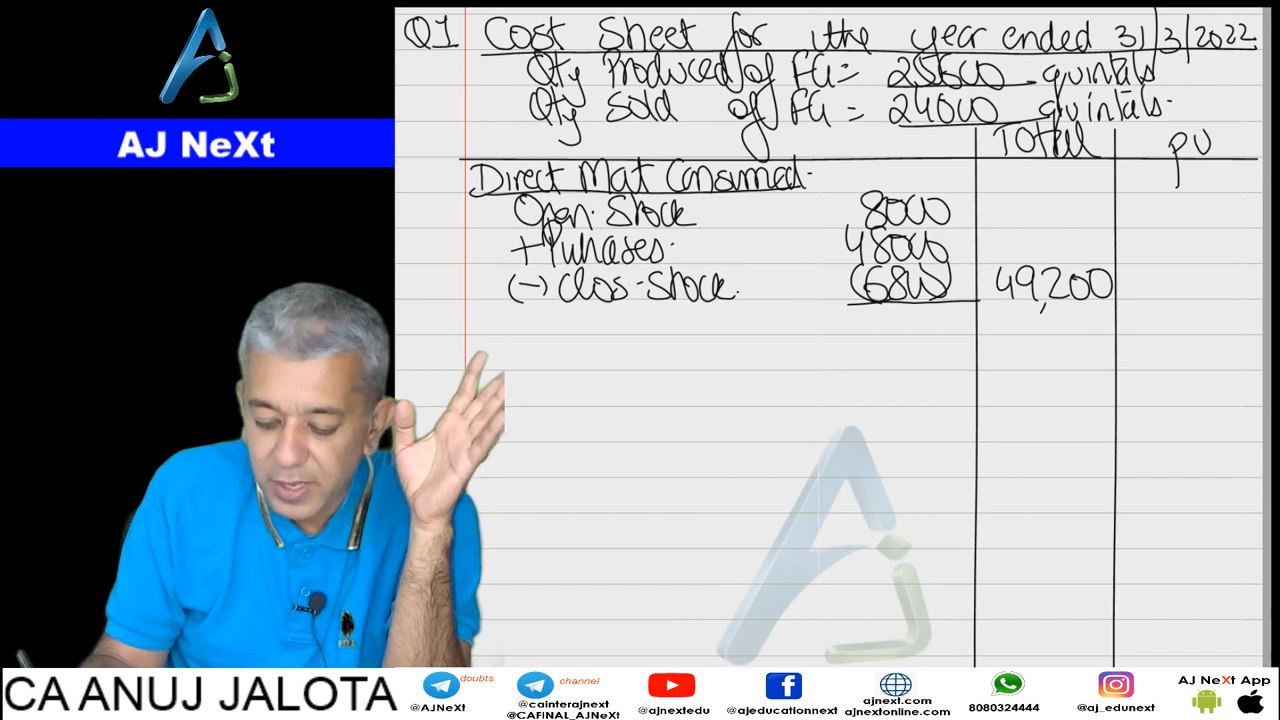 Q1 Cost Sheet for the year ended 31/3/2022
Qty Produced of FG = 25600 quintals
Qty Sold of FG = 24000 quintals.
Total pu
Direct Mat Consumed.
Open. Stock 8000
+ Puhases. 48000
(-) Clos-Stock. (6800) 49,200
AJ NeXt
CA ANUJ JALOTA
doubts
@AJNeXt
channel
@cainterajnext
@CAFINAL_AJNeXt
@ajnextedu
@ajeducationnext
ajnext.com
ajnextonline.com
8080324444
@aj_edunext
AJ NeXt App